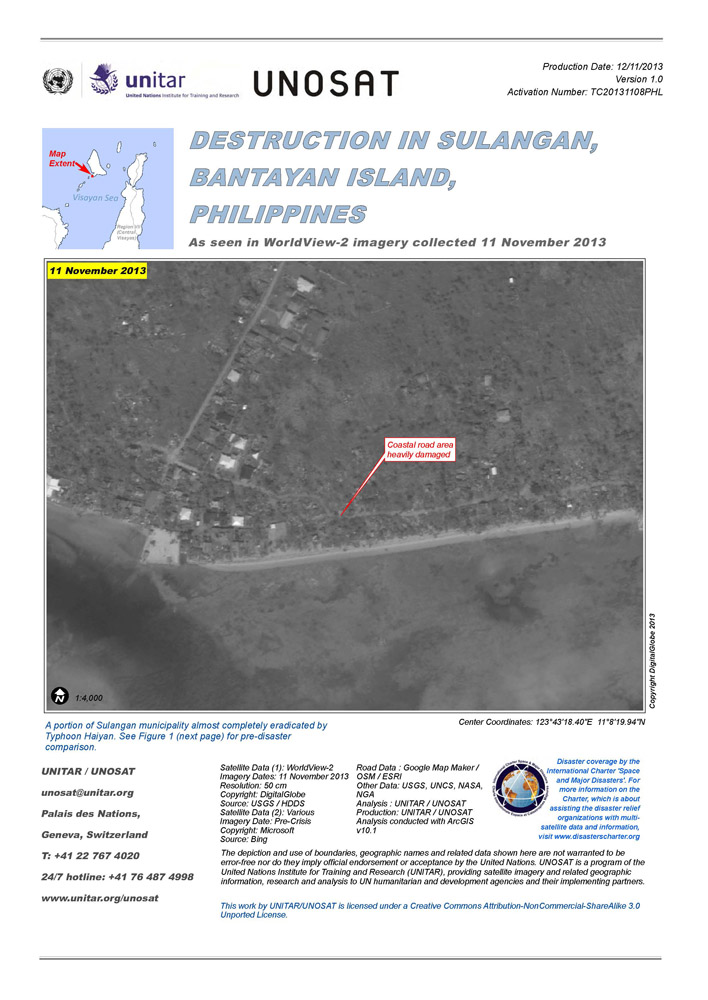 unitar
United Nations Institute for Training and Research
UNOSAT
Production Date: 12/11/2013
Version 1.0
Activation Number: TC20131108PHL
Map
Extent
Visayan Sea
Region VII
(Central
Visayas)
DESTRUCTION IN SULANGAN,
BANTAYAN ISLAND,
PHILIPPINES
As seen in WorldView-2 imagery collected 11 November 2013
11 November 2013
Coastal road area
heavily damaged
1:4,000
N
Copyright DigitalGlobe 2013
A portion of Sulangan municipality almost completely eradicated by
Typhoon Haiyan. See Figure 1 (next page) for pre-disaster
comparison.
Center Coordinates: 123°43'18.40"E 11°8'19.94"N
UNITAR / UNOSAT
unosat@unitar.org
Palais des Nations,
Geneva, Switzerland
T: +41 22 767 4020
24/7 hotline: +41 76 487 4998
www.unitar.org/unosat
Satellite Data (1): WorldView-2
Imagery Dates: 11 November 2013
Resolution: 50 cm
Copyright: DigitalGlobe
Source: USGS / HDDS
Satellite Data (2): Various
Imagery Date: Pre-Crisis
Copyright: Microsoft
Source: Bing
Road Data : Google Map Maker /
OSM / ESRI
Other Data: USGS, UNCS, NASA,
NGA
Analysis : UNITAR / UNOSAT
Production: UNITAR / UNOSAT
Analysis conducted with ArcGIS
v10.1
Disaster coverage by the
International Charter 'Space
and Major Disasters'. For
more information on the
Charter, which is about
assisting the disaster relief
organizations with multi-
satellite data and information,
visit www.disasterscharter.org
The depiction and use of boundaries, geographic names and related data shown here are not warranted to be
error-free nor do they imply official endorsement or acceptance by the United Nations. UNOSAT is a program of the
United Nations Institute for Training and Research (UNITAR), providing satellite imagery and related geographic
information, research and analysis to UN humanitarian and development agencies and their implementing partners.
This work by UNITAR/UNOSAT is licensed under a Creative Commons Attribution-NonCommercial-ShareAlike 3.0
Unported License.